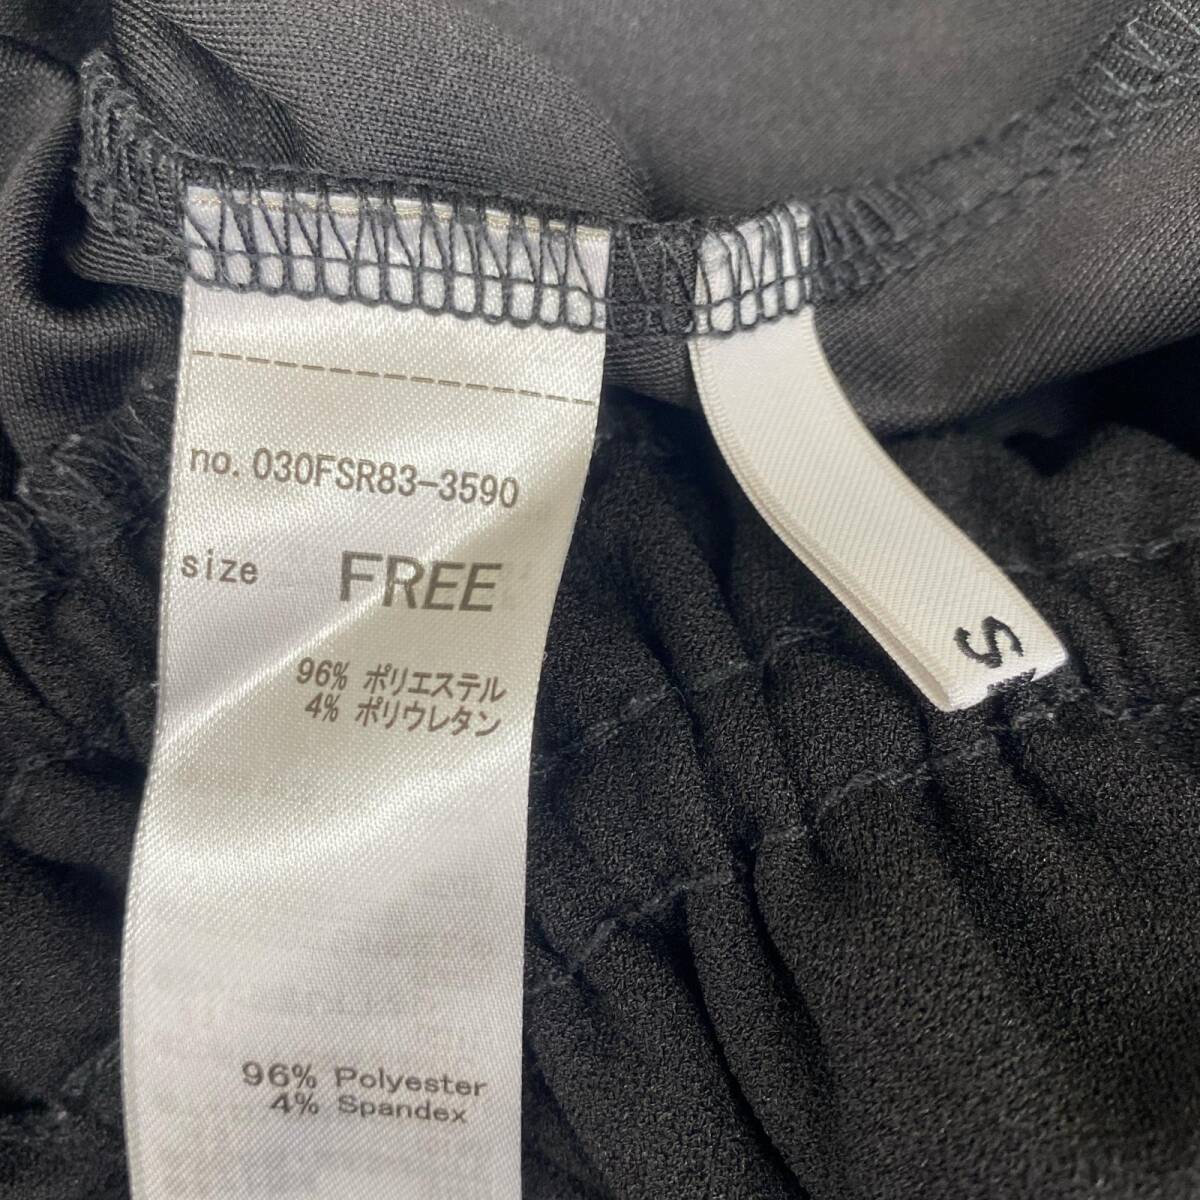 no. 030FSR83-3590
size FREE
96% ポリエステル
4% ポリウレタン
96% Polyester
4% Spandex
S